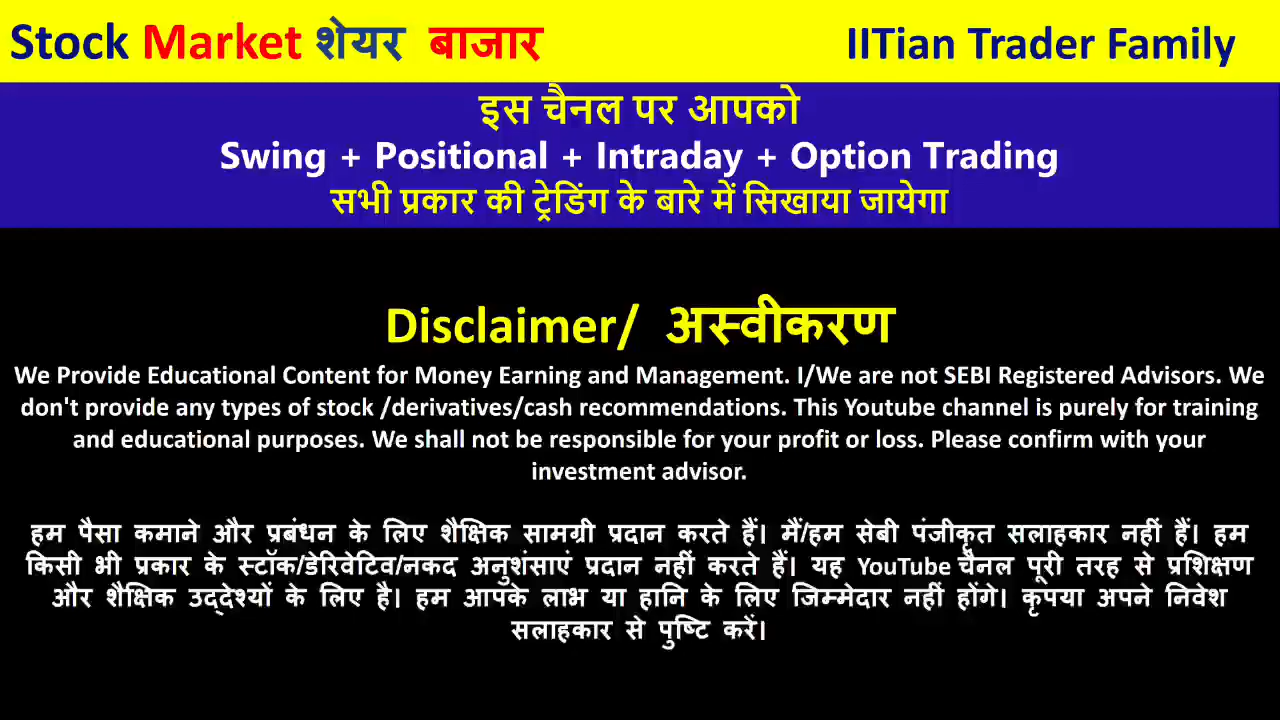 Stock Market शेयर बाजार IITian Trader Family
इस चैनल पर आपको
Swing + Positional + Intraday + Option Trading
सभी प्रकार की ट्रेडिंग के बारे में सिखाया जायेगा
Disclaimer/ अस्वीकरण
We Provide Educational Content for Money Earning and Management. I/We are not SEBI Registered Advisors. We
don't provide any types of stock /derivatives/cash recommendations. This Youtube channel is purely for training
and educational purposes. We shall not be responsible for your profit or loss. Please confirm with your
investment advisor.
हम पैसा कमाने और प्रबंधन के लिए शैक्षिक सामग्री प्रदान करते हैं। मैं/हम सेबी पंजीकृत सलाहकार नहीं हैं। हम
किसी भी प्रकार के स्टॉक/डेरिवेटिव/नकद अनुशंसाएं प्रदान नहीं करते हैं। यह YouTube चैनल पूरी तरह से प्रशिक्षण
और शैक्षिक उद्देश्यों के लिए है। हम आपके लाभ या हानि के लिए जिम्मेदार नहीं होंगे। कृपया अपने निवेश
सलाहकार से पुष्टि करें।